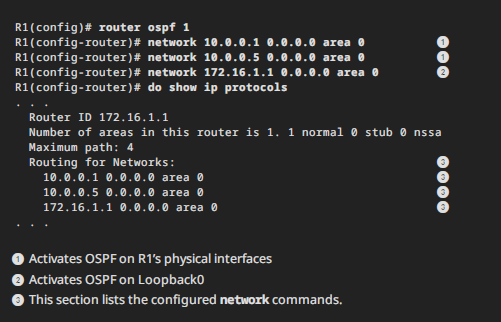 R1(config)# router ospf 1
R1(config-router)# network 10.0.0.1 0.0.0.0 area 0 1
R1(config-router)# network 10.0.0.5 0.0.0.0 area 0 1
R1(config-router)# network 172.16.1.1 0.0.0.0 area 0 2
R1(config-router)# do show ip protocols
. . .
Router ID 172.16.1.1
Number of areas in this router is 1. 1 normal 0 stub 0 nssa
Maximum path: 4
Routing for Networks: 3
10.0.0.1 0.0.0.0 area 0 3
10.0.0.5 0.0.0.0 area 0 3
172.16.1.1 0.0.0.0 area 0 3
. . .
1 Activates OSPF on R1’s physical interfaces
2 Activates OSPF on Loopback0
3 This section lists the configured network commands.